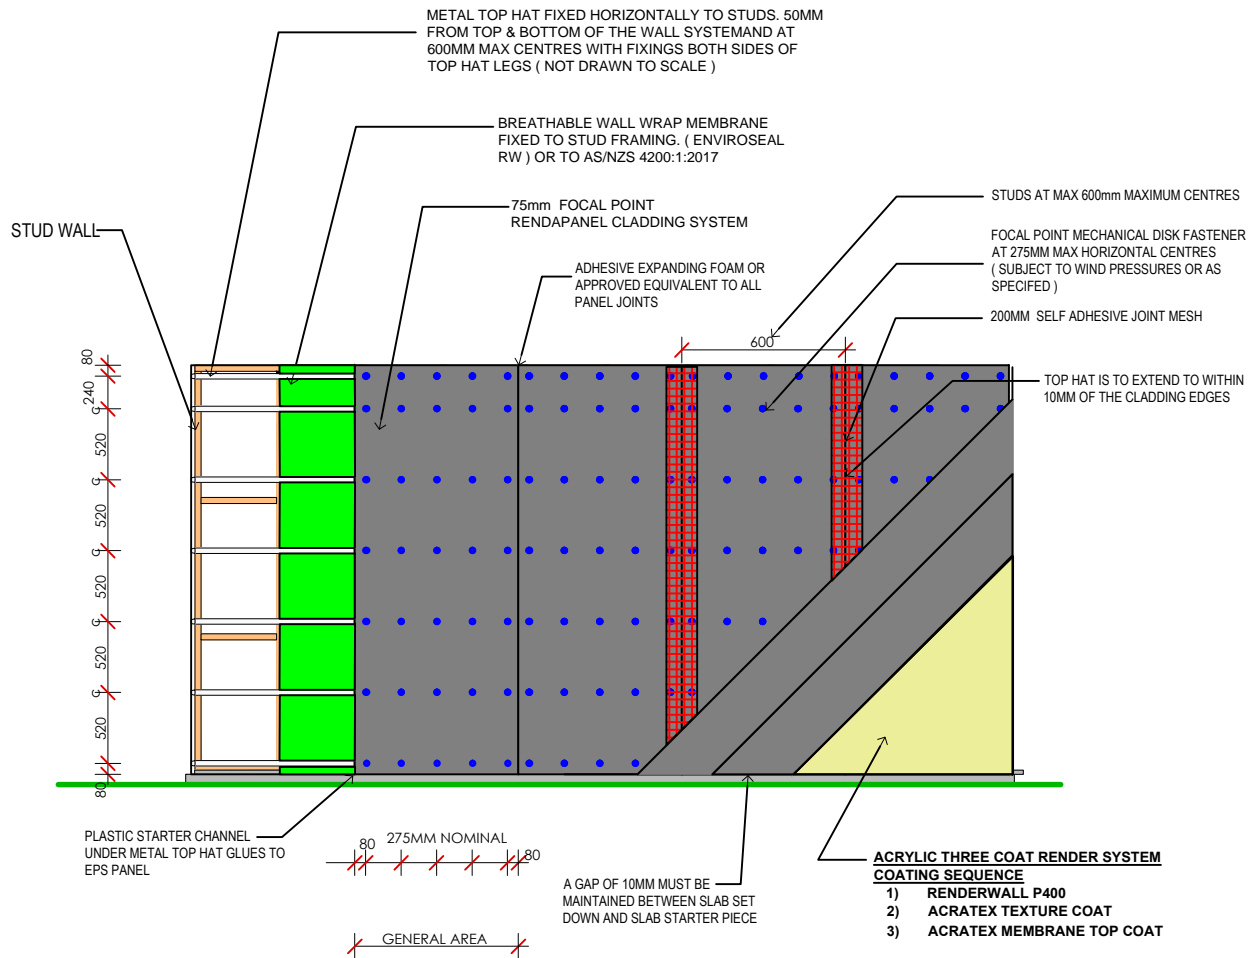 METAL TOP HAT FIXED HORIZONTALLY TO STUDS. 50MM
FROM TOP & BOTTOM OF THE WALL SYSTEMAND AT
600MM MAX CENTRES WITH FIXINGS BOTH SIDES OF
TOP HAT LEGS ( NOT DRAWN TO SCALE )
BREATHABLE WALL WRAP MEMBRANE
FIXED TO STUD FRAMING. ( ENVIROSEAL
RW ) OR TO AS/NZS 4200:1:2017
75mm FOCAL POINT
RENDAPANEL CLADDING SYSTEM
STUD WALL
ADHESIVE EXPANDING FOAM OR
APPROVED EQUIVALENT TO ALL
PANEL JOINTS
STUDS AT MAX 600mm MAXIMUM CENTRES
FOCAL POINT MECHANICAL DISK FASTENER
AT 275MM MAX HORIZONTAL CENTRES
( SUBJECT TO WIND PRESSURES OR AS
SPECIFED )
200MM SELF ADHESIVE JOINT MESH
TOP HAT IS TO EXTEND TO WITHIN
10MM OF THE CLADDING EDGES
600
80
240
520
520
520
520
520
80
PLASTIC STARTER CHANNEL
UNDER METAL TOP HAT GLUES TO
EPS PANEL
80
275MM NOMINAL
80
GENERAL AREA
A GAP OF 10MM MUST BE
MAINTAINED BETWEEN SLAB SET
DOWN AND SLAB STARTER PIECE
ACRYLIC THREE COAT RENDER SYSTEM
COATING SEQUENCE
1) RENDERWALL P400
2) ACRATEX TEXTURE COAT
3) ACRATEX MEMBRANE TOP COAT